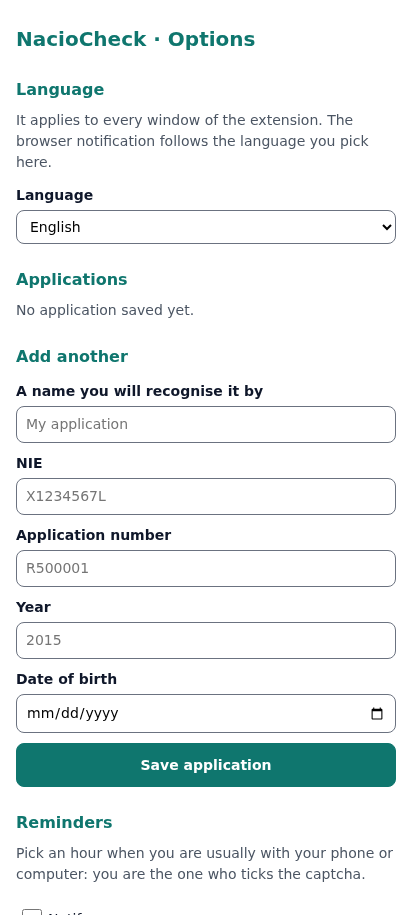 NacioCheck · Options
Language
It applies to every window of the extension. The
browser notification follows the language you pick
here.
Language
English
Applications
No application saved yet.
Add another
A name you will recognise it by
My application
NIE
X1234567L
Application number
R500001
Year
2015
Date of birth
mm/dd/yyyy
Save application
Reminders
Pick an hour when you are usually with your phone or
computer: you are the one who ticks the captcha.